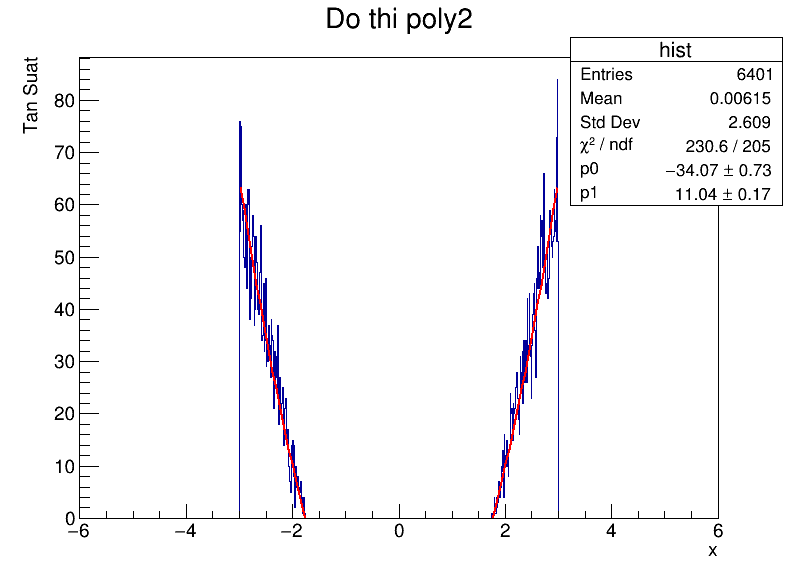 Do thi poly2
hist
Entries 6401
Mean 0.00615
Std Dev 2.609
χ² / ndf 230.6 / 205
p0 −34.07 ± 0.73
p1 11.04 ± 0.17
Tan Suat
80
70
60
50
40
30
20
10
0
−6 −4 −2 0 2 4 6
x